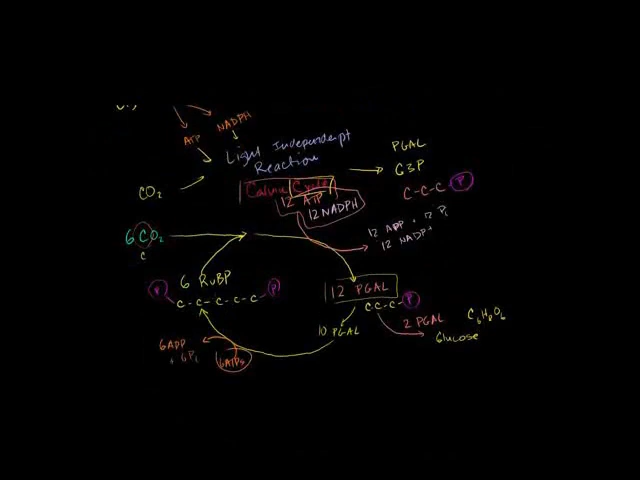 ATP
NADPH
Light Independent
Reaction
PGAL
G3P
CO2
Calvin Cycle
C-C-C-P
12 ATP
12 NADPH
6CO2
C
12 ADP + 12 Pi
12 NADP+
6 RuBP
P-C-C-C-C-C-P
12 PGAL
C-C-C-P
10 PGAL
2 PGAL
C6H8O6
Glucose
6ADP
+ 6Pi
6ATPs